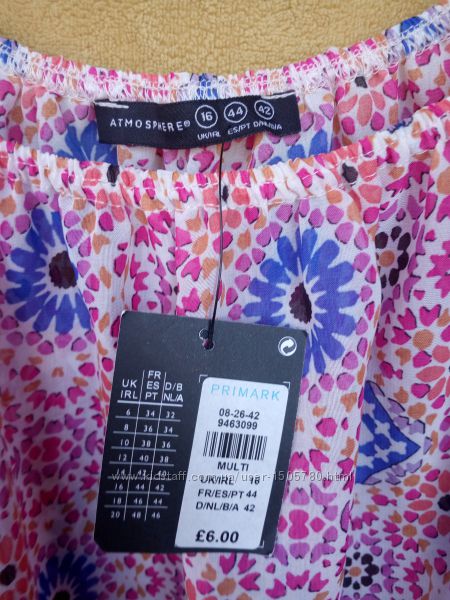 ATMOSPHERE® 16 44 42
UK/IRL ES/PT D/NL/B/A
FR
UK ES D/B
IRL PT NL/A
6 34 32
8 36 34
10 38 36
12 40 38
14 42 40
44 42
18 46 44
20 48 46
PRIMARK
08-26-42
9463099
MULTI
UK/IRL
FR/ES/PT 44
D/NL/B/A 42
£6.00